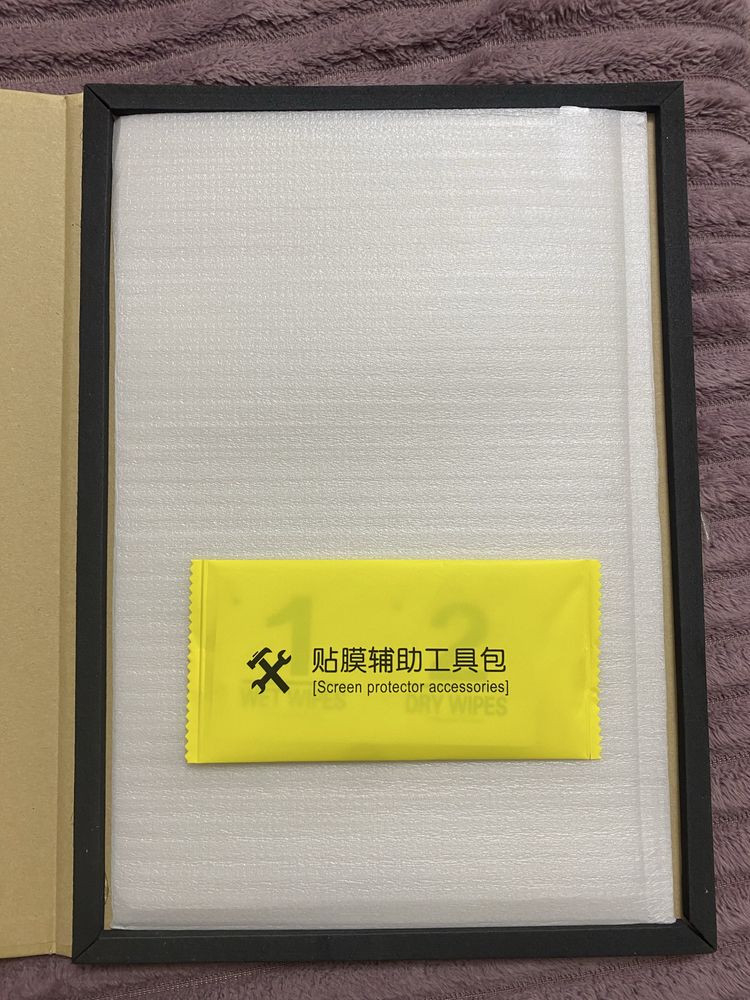 1 2
贴膜辅助工具包
[Screen protector accessories]
WET WIPES DRY WIPES